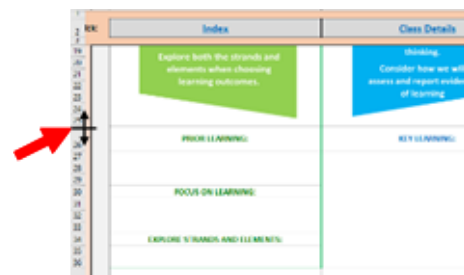 Index
Class Details
Explore both the strands and
elements when choosing
learning outcomes.
thinking.
Consider how we will
assess and report
of learning
PRIOR LEARNING:
KEY LEARNING:
FOCUS ON LEARNING:
EXPLORE STRANDS AND ELEMENTS: